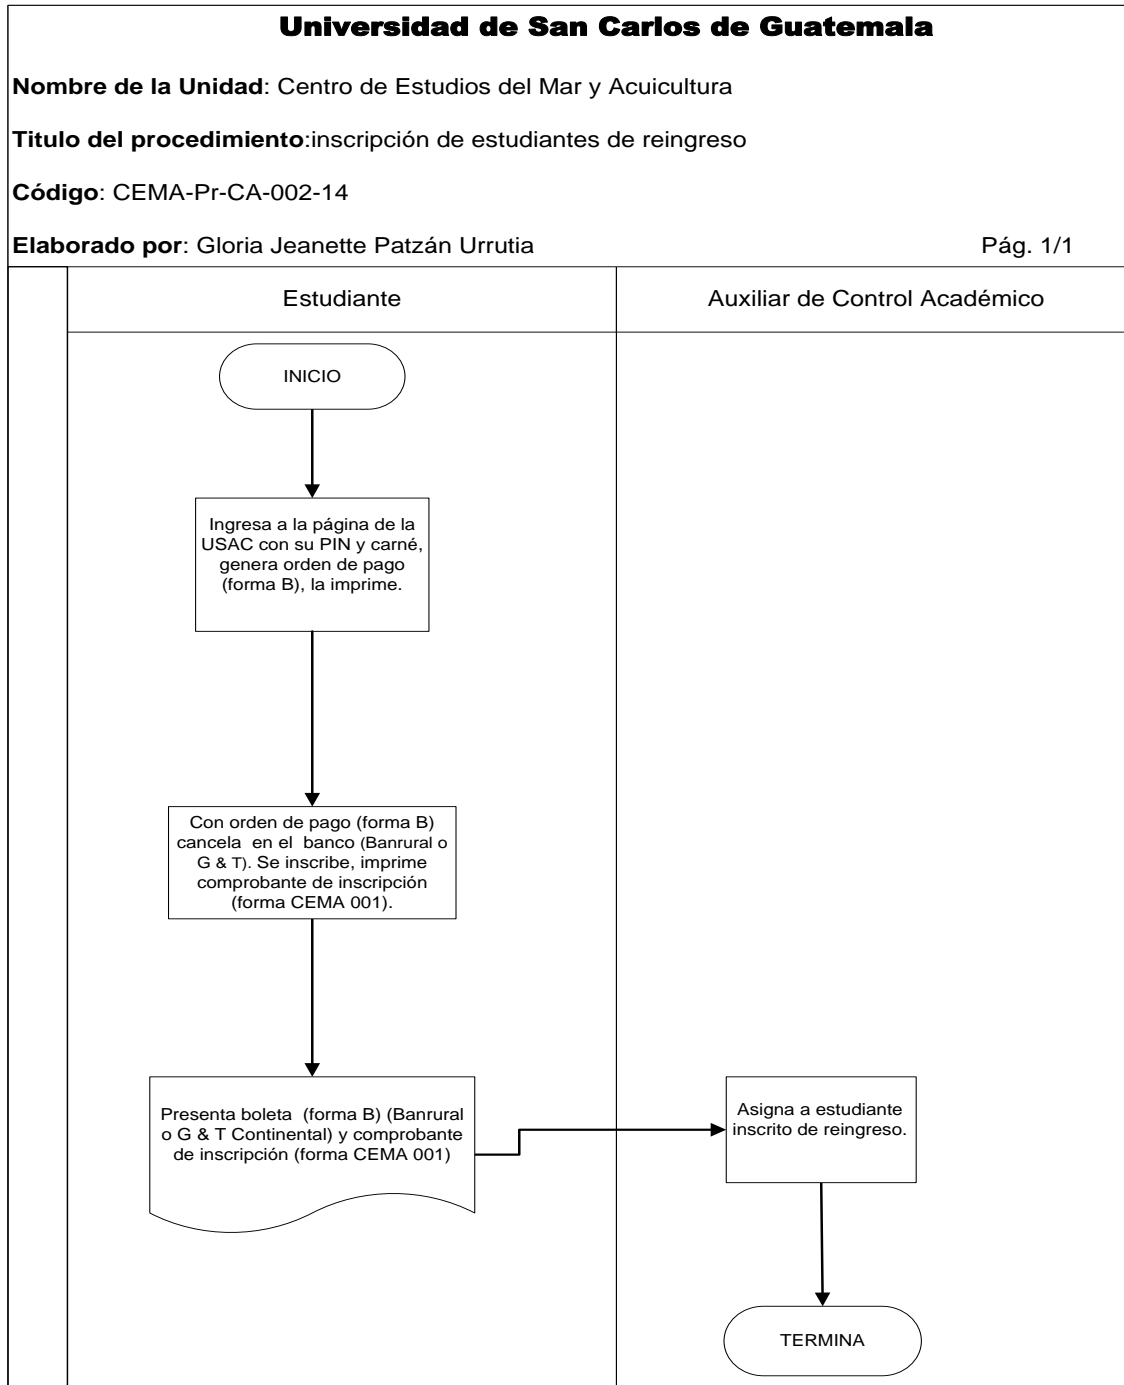 Universidad de San Carlos de Guatemala
Nombre de la Unidad: Centro de Estudios del Mar y Acuicultura
Titulo del procedimiento:inscripción de estudiantes de reingreso
Código: CEMA-Pr-CA-002-14
Elaborado por: Gloria Jeanette Patzán Urrutia Pág. 1/1
Estudiante
Auxiliar de Control Académico
INICIO
Ingresa a la página de la
USAC con su PIN y carné,
genera orden de pago
(forma B), la imprime.
Con orden de pago (forma B)
cancela en el banco (Banrural o
G & T). Se inscribe, imprime
comprobante de inscripción
(forma CEMA 001).
Presenta boleta (forma B) (Banrural
o G & T Continental) y comprobante
de inscripción (forma CEMA 001)
Asigna a estudiante
inscrito de reingreso.
TERMINA